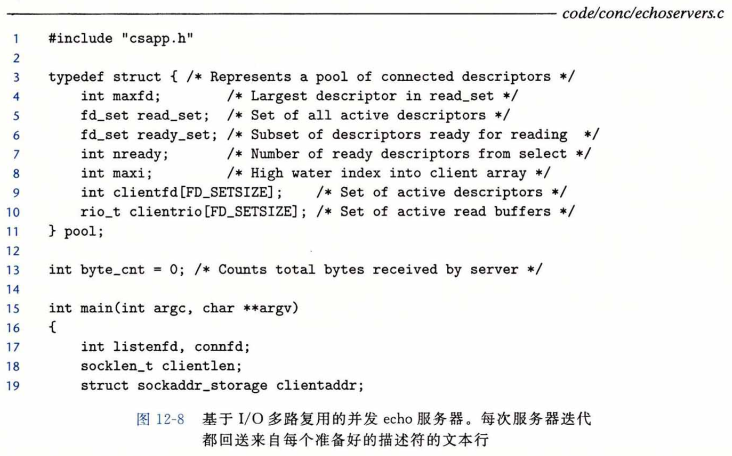 code/conc/echoservers.c
1 #include "csapp.h"
2
3 typedef struct { /* Represents a pool of connected descriptors */
4 int maxfd; /* Largest descriptor in read_set */
5 fd_set read_set; /* Set of all active descriptors */
6 fd_set ready_set; /* Subset of descriptors ready for reading */
7 int nready; /* Number of ready descriptors from select */
8 int maxi; /* High water index into client array */
9 int clientfd[FD_SETSIZE]; /* Set of active descriptors */
10 rio_t clientrio[FD_SETSIZE]; /* Set of active read buffers */
11 } pool;
12
13 int byte_cnt = 0; /* Counts total bytes received by server */
14
15 int main(int argc, char **argv)
16 {
17 int listenfd, connfd;
18 socklen_t clientlen;
19 struct sockaddr_storage clientaddr;
图 12-8 基于 I/O 多路复用的并发 echo 服务器。每次服务器迭代
都回送来自每个准备好的描述符的文本行